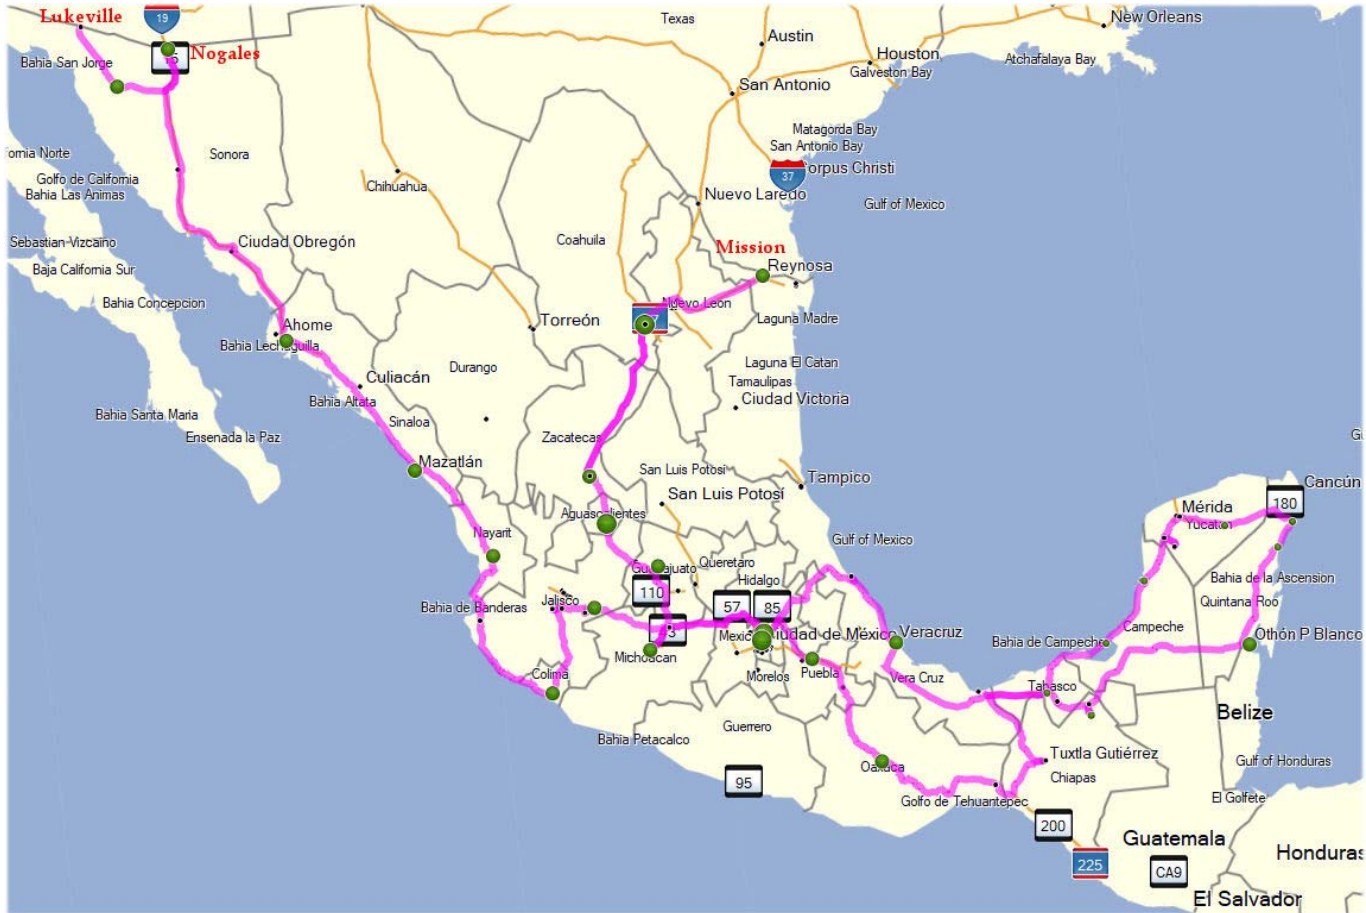 Texas
New Orleans
Lukeville
19
Austin
Houston
Nogales
Bahia San Jorge
Atchafalaya Bay
Galveston Bay
San Antonio
Matagorda Bay
San Antonio Bay
Sonora
Corpus Christi
37
Golfo de California
Bahia Las Animas
Chihuahua
Nuevo Laredo
Gulf of Mexico
Sebastian Vizcaino
Ciudad Obregón
Coahuila
Mission
Reynosa
Baja California Sur
Bahia Concepcion
Nuevo Leon
Ahome
Torreón
Laguna Madre
Laguna El Catan
Durango
Culiacán
Tamaulipas
Bahia Altata
Ciudad Victoria
Bahia Santa Maria
Sinaloa
Ensenada la Paz
Zacatecas
Mazatlán
San Luis Potosi
Tampico
San Luis Potosí
Cancún
180
Aguascalientes
Mérida
Yucatan
Nayarit
Gulf of Mexico
Queretaro
Hidalgo
Bahia de la Ascension
110
57
85
Quintana Roo
Jalisco
Bahia de Banderas
Ciudad de México
Veracruz
Othón P Blanco
Campeche
Bahia de Campeche
Michoacan
Puebla
Colima
Morelos
Vera Cruz
Tabasco
Belize
Guerrero
Bahia Petacalco
Tuxtla Gutiérrez
Gulf of Honduras
Oaxaca
Chiapas
95
Golfo de Tehuantepec
El Golfete
200
Guatemala
Honduras
225
CA9
El Salvador